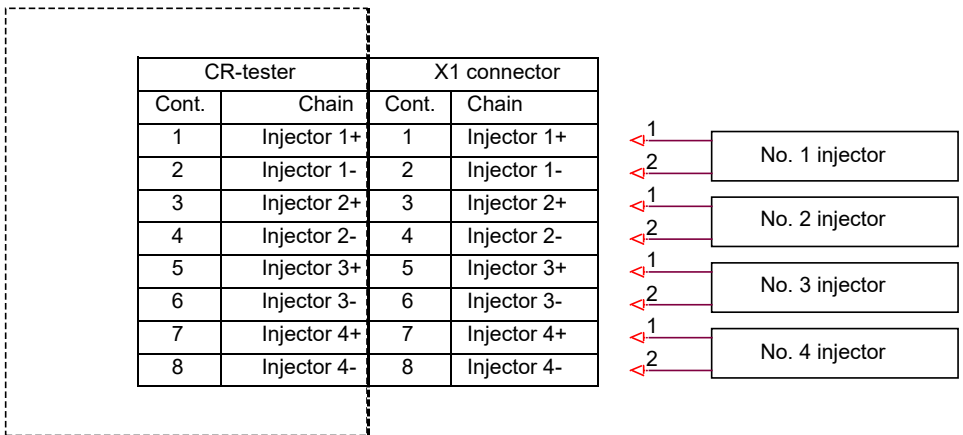 CR-tester X1 connector
Cont. Chain Cont. Chain
1 Injector 1+ 1 Injector 1+ 1
No. 1 injector
2 Injector 1- 2 Injector 1- 2
3 Injector 2+ 3 Injector 2+ 1
No. 2 injector
4 Injector 2- 4 Injector 2- 2
5 Injector 3+ 5 Injector 3+ 1
No. 3 injector
6 Injector 3- 6 Injector 3- 2
7 Injector 4+ 7 Injector 4+ 1
No. 4 injector
8 Injector 4- 8 Injector 4- 2